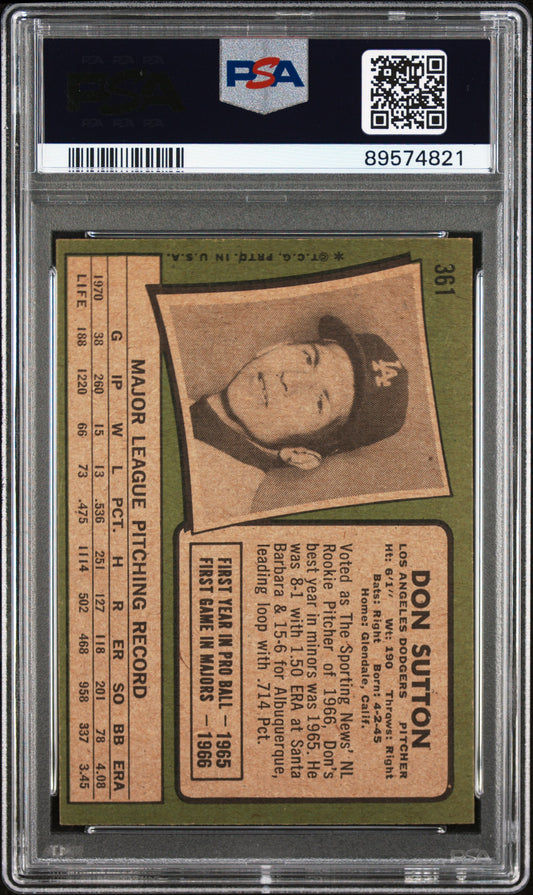 PSA
89574821
361
*©T.C.G. PRTD. IN U.S.A.
DON SUTTON
LOS ANGELES DODGERS PITCHER
Ht: 6'1" Wt: 190 Throws: Right
Bats: Right Born: 4-2-45
Home: Glendale, Calif.
Voted as The Sporting News' NL
Rookie Pitcher of 1966, Don's
best year in minors was 1965. He
was 8-1 with 1.50 ERA at Santa
Barbara & 15-6 for Albuquerque,
leading loop with .714 Pct.
FIRST YEAR IN PRO BALL — 1965
FIRST GAME IN MAJORS — 1966
LA
MAJOR LEAGUE PITCHING RECORD
G IP W L PCT. H R ER SO BB ERA
1970 38 260 15 13 .536 251 127 118 201 78 4.08
LIFE 188 1220 66 73 .475 1114 502 468 958 337 3.45
PSA